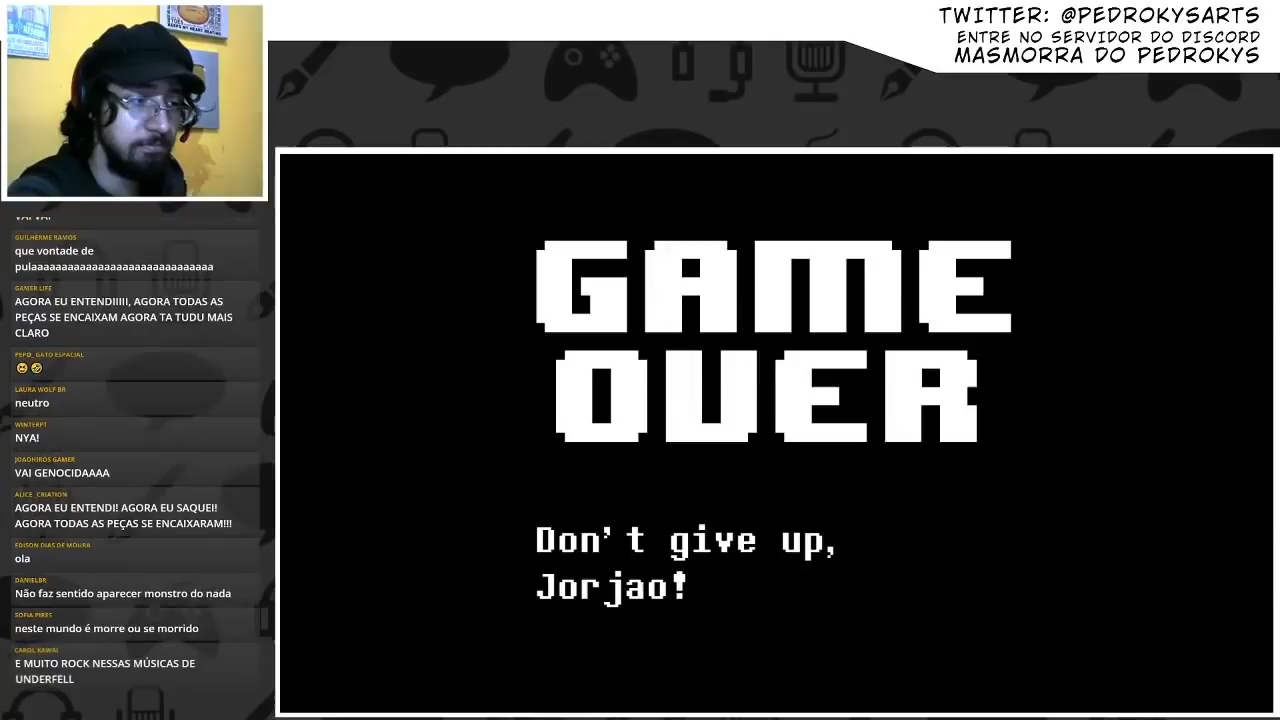 TWITTER: @PEDROKYSARTS
ENTRE NO SERVIDOR DO DISCORD
MASMORRA DO PEDROKYS
GUILHERME RAMOS
que vontade de
pulaaaaaaaaaaaaaaaaaaaaaaaaaaaaaaa
GAMER LIFE
AGORA EU ENTENDIIIII, AGORA TODAS AS
PEÇAS SE ENCAIXAM AGORA TA TUDU MAIS
CLARO
PEPØ_GATO ESPACIAL
LAURA WOLF BR
neutro
WINTERPT
NYA!
JOAOHIROS GAMER
VAI GENOCIDAAAA
ALICE_CRIATION
AGORA EU ENTENDI! AGORA EU SAQUEI!
AGORA TODAS AS PEÇAS SE ENCAIXARAM!!!
EDISON DIAS DE MOURA
ola
DANIELBR
Não faz sentido aparecer monstro do nada
SOFIA PIRES
neste mundo é morre ou se morrido
CAROL KAWAI
E MUITO ROCK NESSAS MÚSICAS DE
UNDERFELL
GAME
OVER
Don't give up,
Jorjao!